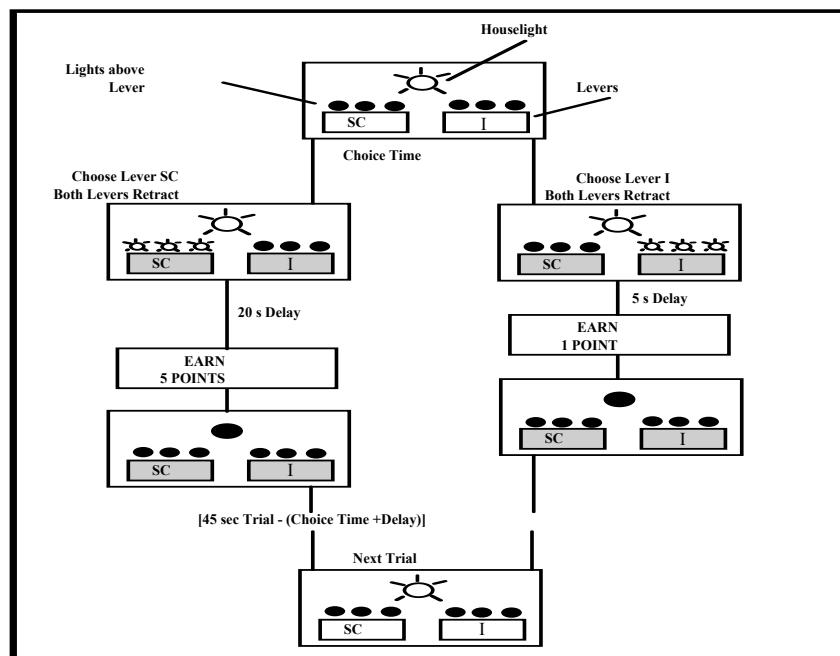 Houselight
Lights above
Lever
Levers
SC
I
Choice Time
Choose Lever SC
Both Levers Retract
Choose Lever I
Both Levers Retract
SC
I
SC
I
20 s Delay
5 s Delay
EARN
5 POINTS
EARN
1 POINT
SC
I
SC
I
[45 sec Trial - (Choice Time +Delay)]
Next Trial
SC
I